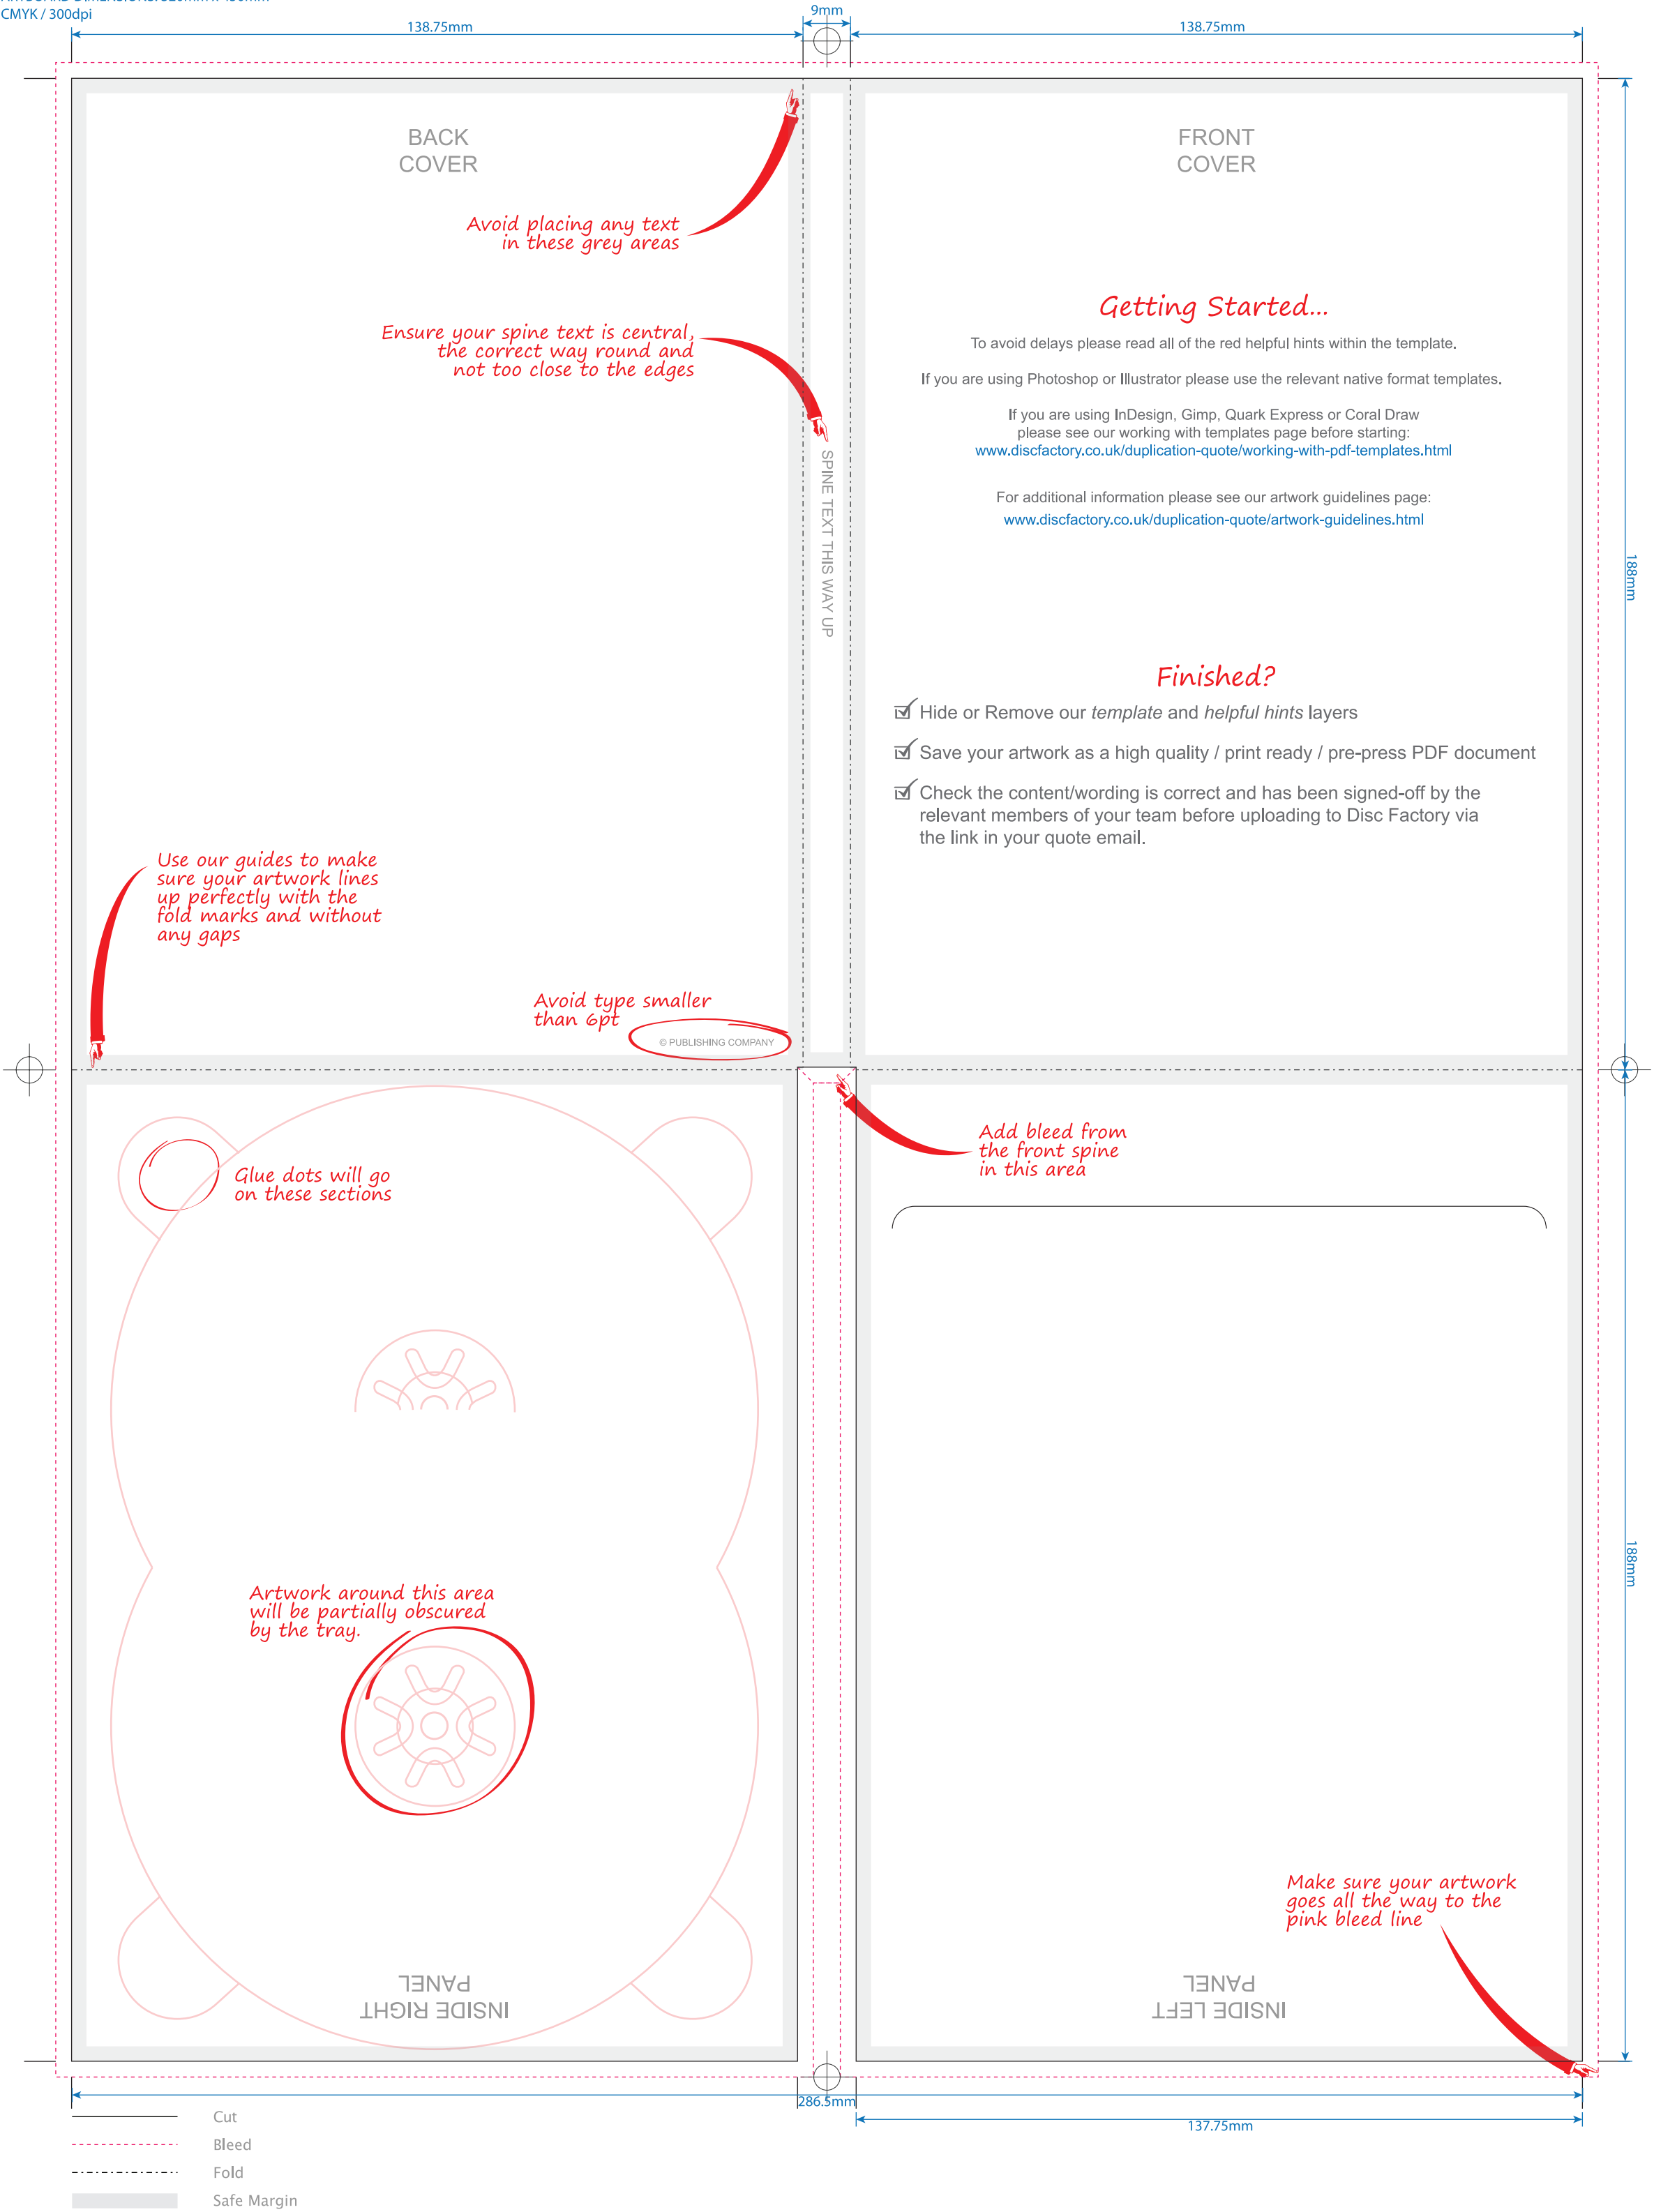 CMYK / 300dpi
138.75mm
9mm
138.75mm
BACK
COVER
FRONT
COVER
Avoid placing any text
in these grey areas
Ensure your spine text is central,
the correct way round and
not too close to the edges
SPINE TEXT THIS WAY UP
Getting Started...
To avoid delays please read all of the red helpful hints within the template.
If you are using Photoshop or Illustrator please use the relevant native format templates.
If you are using InDesign, Gimp, Quark Express or Coral Draw
please see our working with templates page before starting:
www.discfactory.co.uk/duplication-quote/working-with-pdf-templates.html
For additional information please see our artwork guidelines page:
www.discfactory.co.uk/duplication-quote/artwork-guidelines.html
188mm
Finished?
Hide or Remove our template and helpful hints layers
Save your artwork as a high quality / print ready / pre-press PDF document
Check the content/wording is correct and has been signed-off by the
relevant members of your team before uploading to Disc Factory via
the link in your quote email.
Use our guides to make
sure your artwork lines
up perfectly with the
fold marks and without
any gaps
Avoid type smaller
than 6pt
© PUBLISHING COMPANY
Add bleed from
the front spine
in this area
Glue dots will go
on these sections
188mm
Artwork around this area
will be partially obscured
by the tray.
Make sure your artwork
goes all the way to the
pink bleed line
INSIDE RIGHT
PANEL
INSIDE LEFT
PANEL
286.5mm
137.75mm
Cut
Bleed
Fold
Safe Margin